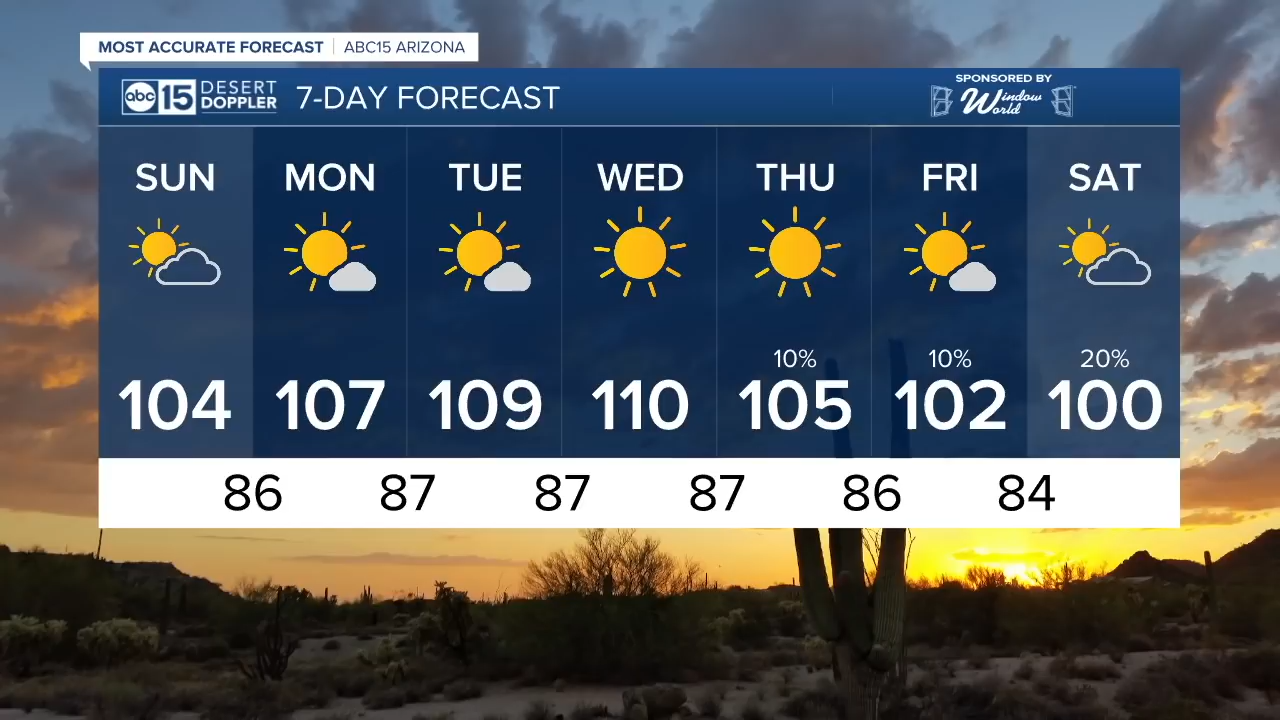 MOST ACCURATE FORECAST | ABC15 ARIZONA
abc 15 DESERT DOPPLER 7-DAY FORECAST
SPONSORED BY
Window World
SUN MON TUE WED THU FRI SAT
10% 10% 20%
104 107 109 110 105 102 100
86 87 87 87 86 84